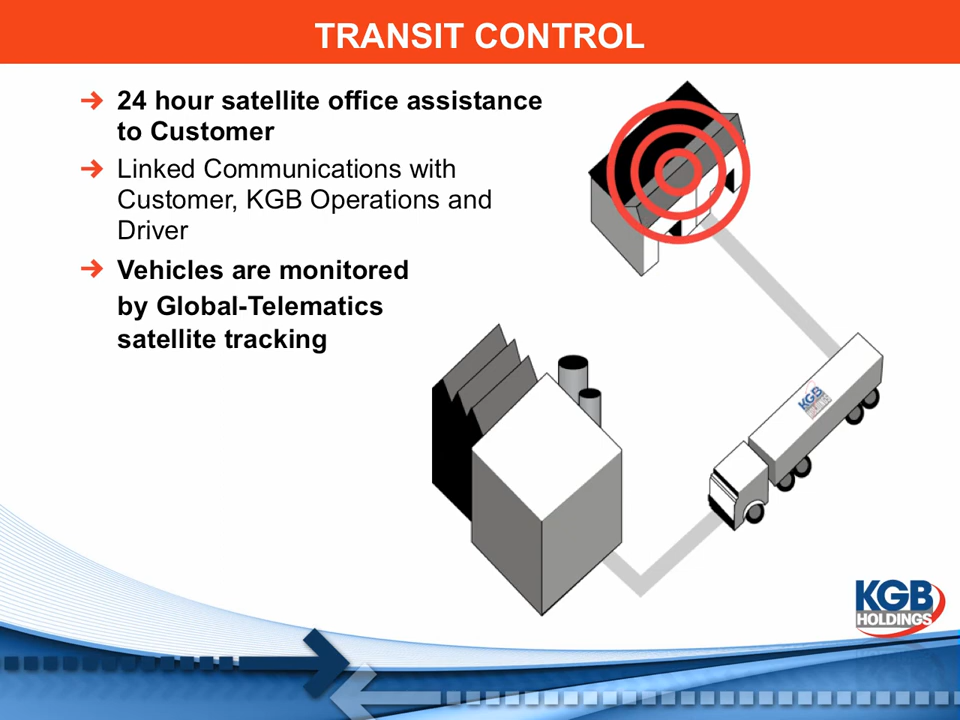 TRANSIT CONTROL
24 hour satellite office assistance
to Customer
Linked Communications with
Customer, KGB Operations and
Driver
Vehicles are monitored
by Global-Telematics
satellite tracking
KGB
KGB
HOLDINGS